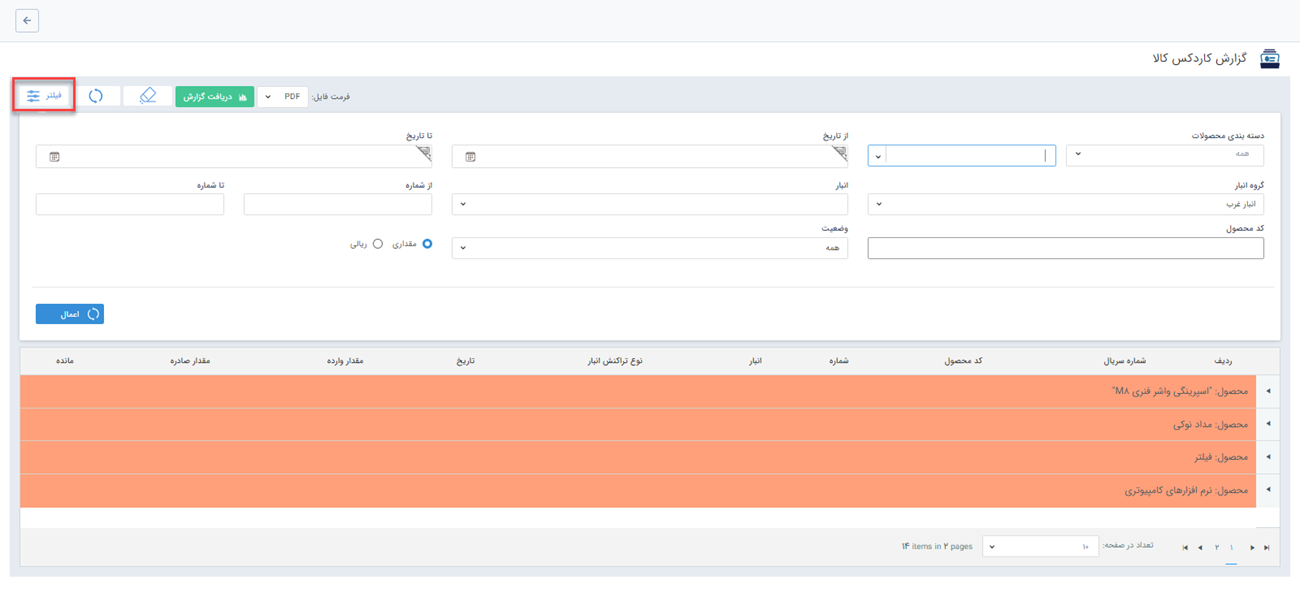 گزارش کاردکس کالا
فرمت فایل: PDF دریافت گزارش فیلتر
دسته بندی محصولات از تاریخ تا تاریخ
همه
گروه انبار انبار از شماره تا شماره
انبار غرب
کد محصول وضعیت
همه مقداری ریالی
اعمال
ردیف شماره سریال کد محصول شماره انبار نوع تراکنش انبار تاریخ مقدار وارده مقدار صادره مانده
محصول: "اسپرینگی واشر فنری M۸"
محصول: مداد نوکی
محصول: فیلتر
محصول: نرم افزارهای کامپیوتری
۱ ۲ تعداد در صفحه: ۱۰ ۱۴ items in ۲ pages